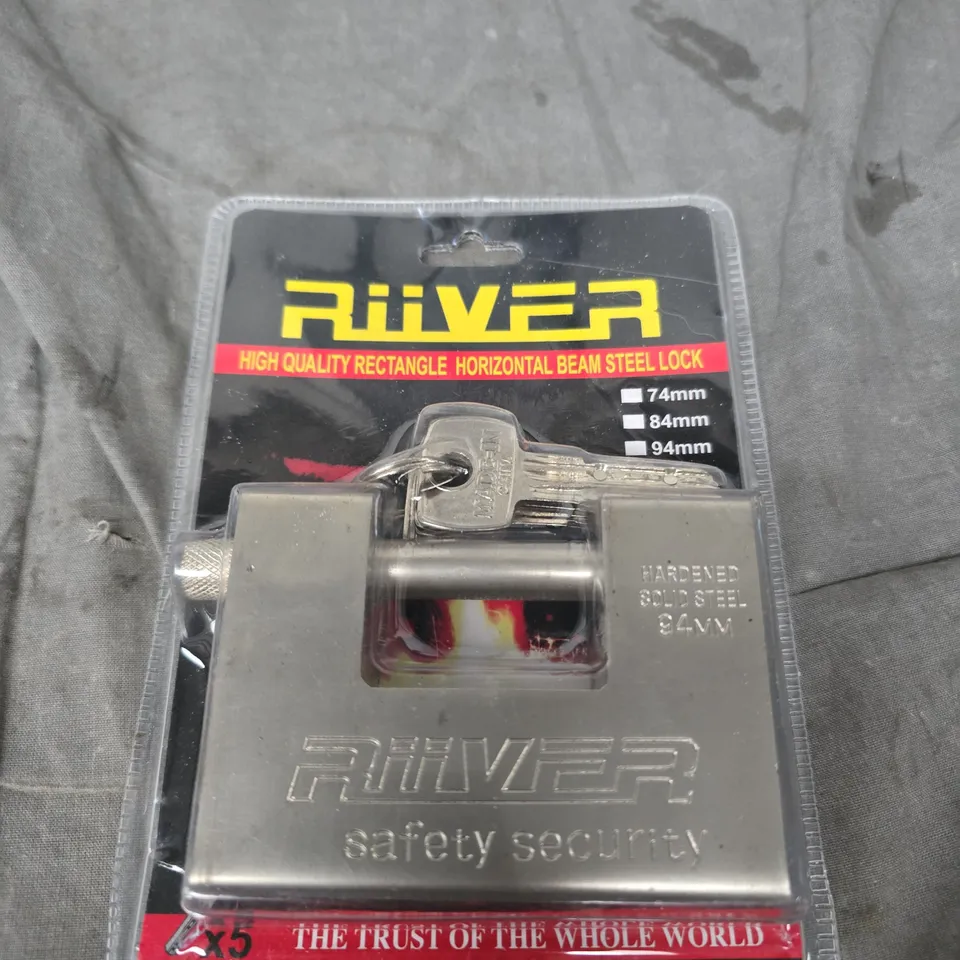 RiiVER
HIGH QUALITY RECTANGLE HORIZONTAL BEAM STEEL LOCK
74mm
84mm
94mm
HARDENED
SOLID STEEL
94MM
RiiVER
safety security
x5
THE TRUST OF THE WHOLE WORLD